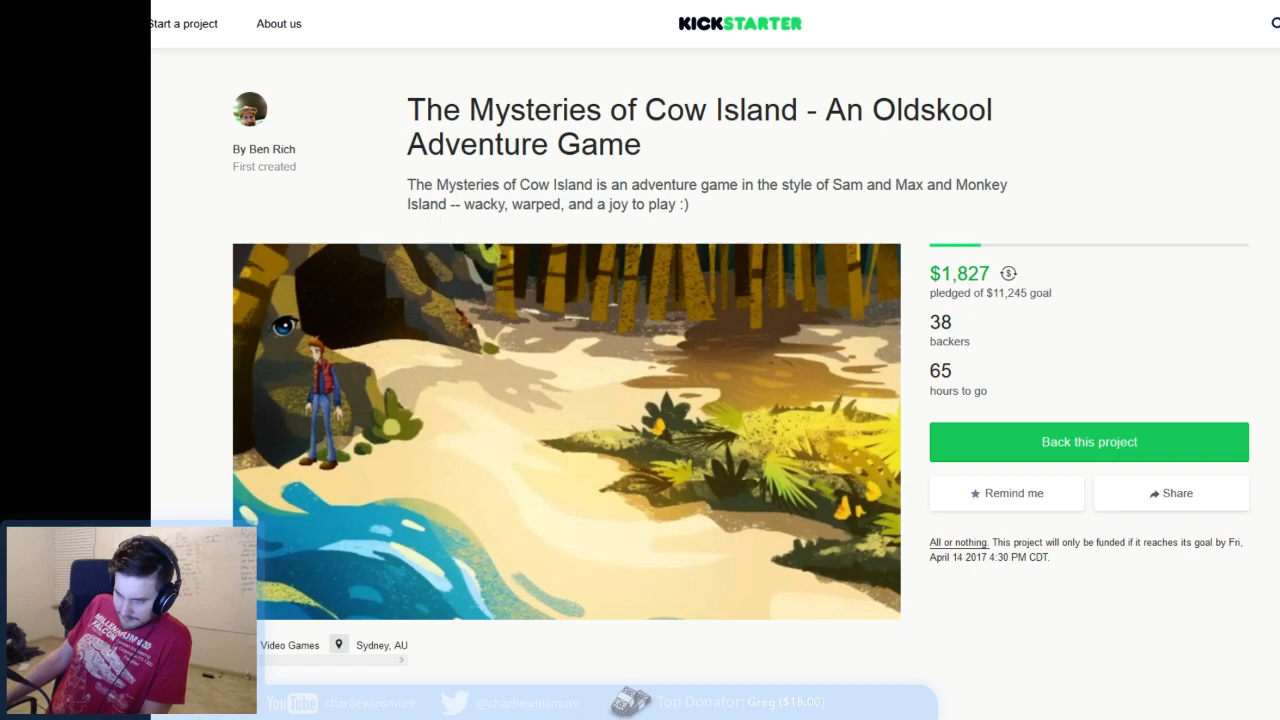 Start a project
About us
KICKSTARTER
The Mysteries of Cow Island - An Oldskool
Adventure Game
By Ben Rich
First created
The Mysteries of Cow Island is an adventure game in the style of Sam and Max and Monkey
Island -- wacky, warped, and a joy to play :)
$1,827
pledged of $11,245 goal
38
backers
65
hours to go
Back this project
Remind me
Share
All or nothing. This project will only be funded if it reaches its goal by Fri,
April 14 2017 4:30 PM CDT.
Video Games
Sydney, AU
MILLENNIUM
FALCON
YouTube charliewinsmore
@charliewinsmore
Top Donator: Greg ($18.00)